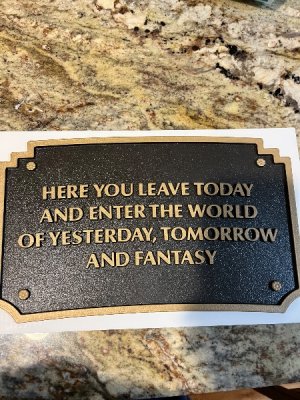 HERE YOU LEAVE TODAY
AND ENTER THE WORLD
OF YESTERDAY, TOMORROW
AND FANTASY